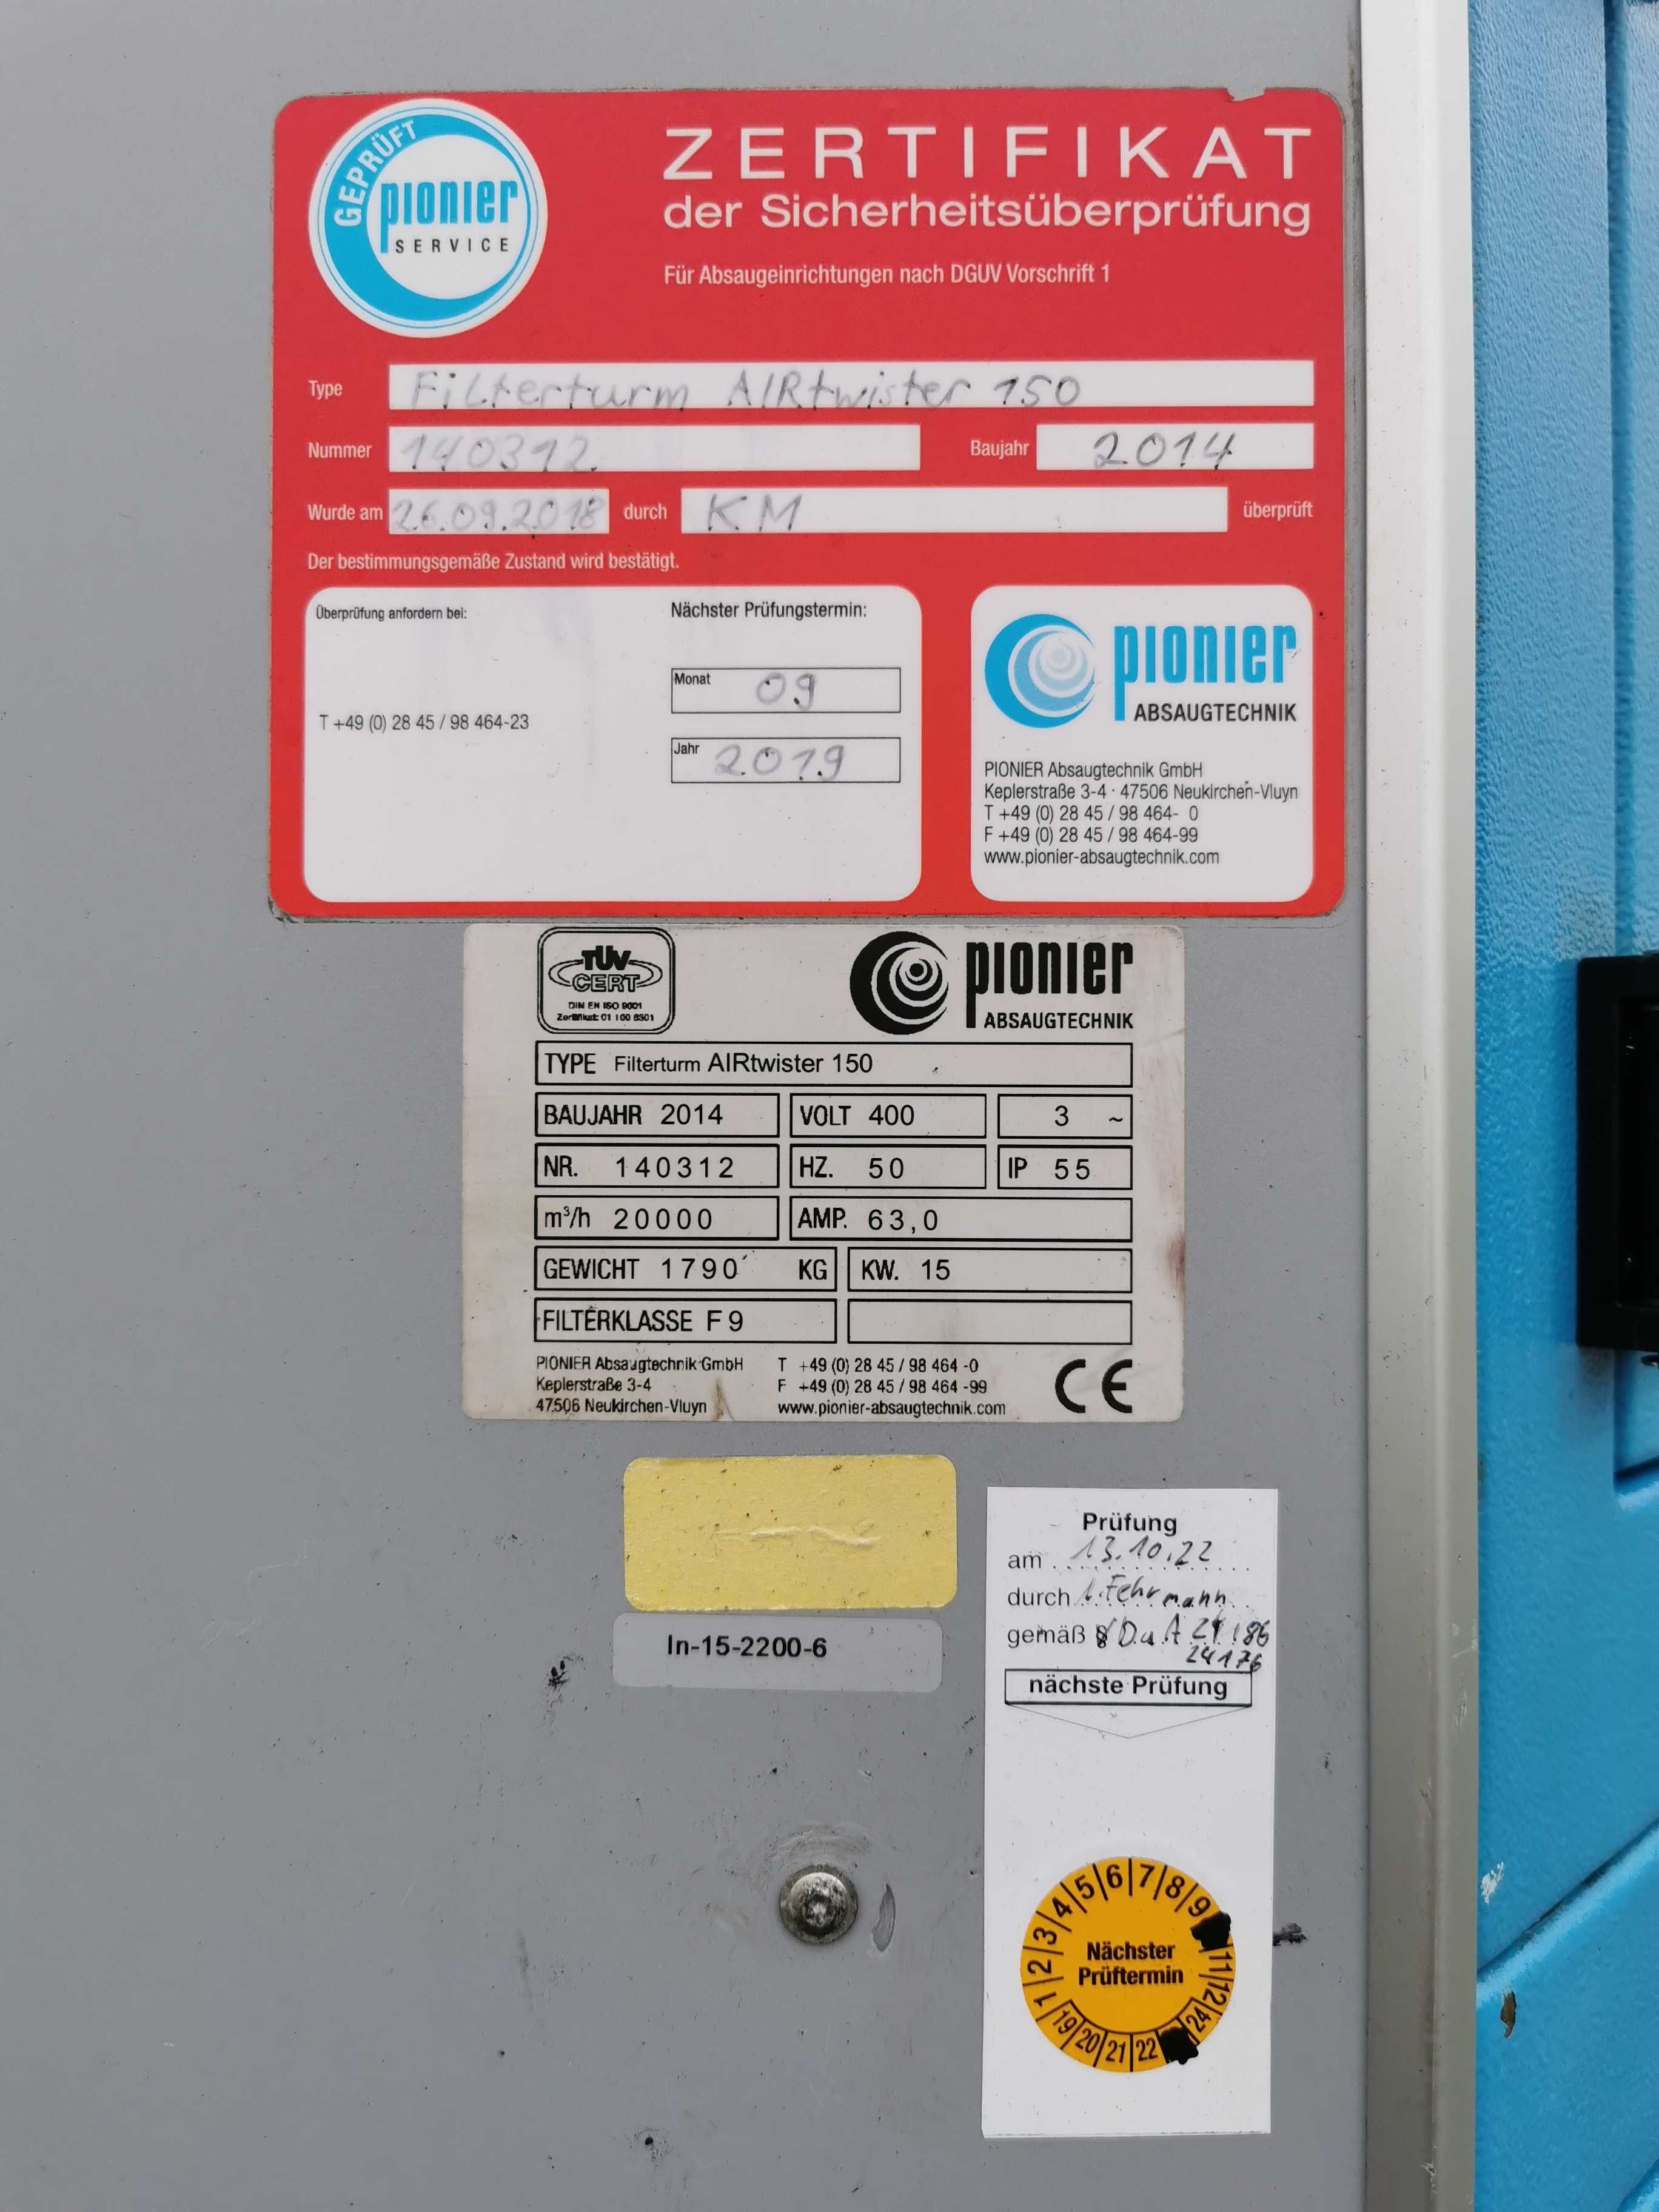 GEPRÜFT
pionier
SERVICE
ZERTIFIKAT
der Sicherheitsüberprüfung
Für Absaugeinrichtungen nach DGUV Vorschrift 1
Type Filterturm AIRtwister 150
Nummer 140312 Baujahr 2014
Wurde am 26.09.2018 durch KM überprüft
Der bestimmungsgemäße Zustand wird bestätigt.
Überprüfung anfordern bei:
T +49 (0) 28 45 / 98 464-23
Nächster Prüfungstermin:
Monat 09
Jahr 2019
pionier
ABSAUGTECHNIK
PIONIER Absaugtechnik GmbH
Keplerstraße 3-4 · 47506 Neukirchen-Vluyn
T +49 (0) 28 45 / 98 464- 0
F +49 (0) 28 45 / 98 464-99
www.pionier-absaugtechnik.com
TÜV
CERT
DIN EN ISO 9001
Zertifikat: 01 100 6301
pionier
ABSAUGTECHNIK
TYPE Filterturm AIRtwister 150
BAUJAHR 2014 VOLT 400 3 ~
NR. 140312 HZ. 50 IP 55
m³/h 20000 AMP. 63,0
GEWICHT 1790 KG KW. 15
FILTERKLASSE F9
PIONIER Absaugtechnik GmbH
Keplerstraße 3-4
47506 Neukirchen-Vluyn
T +49 (0) 28 45 / 98 464 -0
F +49 (0) 28 45 / 98 464 -99
www.pionier-absaugtechnik.com
CE
In-15-2200-6
Prüfung
am 13.10.22
durch Fehrmann
gemäß D.u.A 24186
24176
nächste Prüfung
1 2 3 4 5 6 7 8 9 11 12
Nächster
Prüftermin
19 20 21 22 24